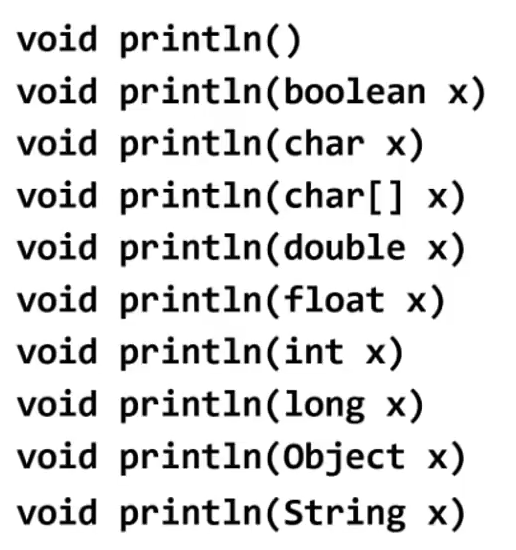 void println()
void println(boolean x)
void println(char x)
void println(char[] x)
void println(double x)
void println(float x)
void println(int x)
void println(long x)
void println(Object x)
void println(String x)